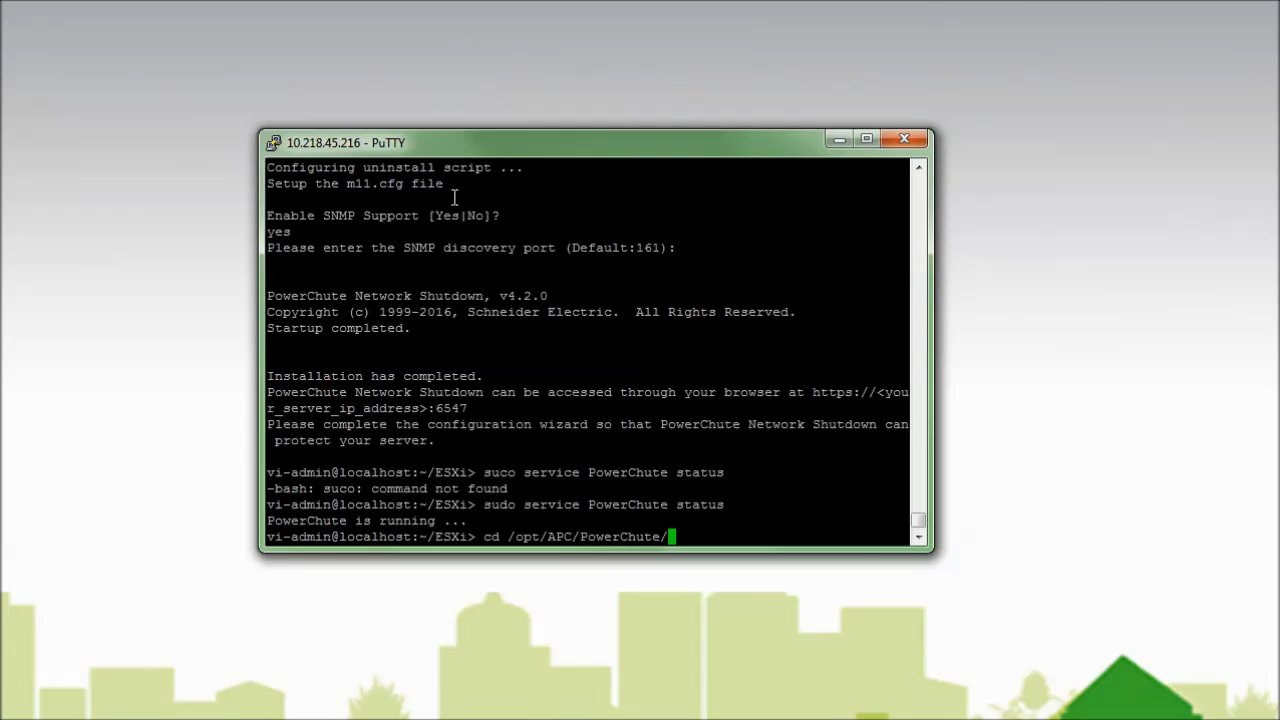 10.218.45.216 - PuTTY
Configuring uninstall script ...
Setup the m11.cfg file
Enable SNMP Support [Yes|No]?
yes
Please enter the SNMP discovery port (Default:161):
PowerChute Network Shutdown, v4.2.0
Copyright (c) 1999-2016, Schneider Electric.  All Rights Reserved.
Startup completed.
Installation has completed.
PowerChute Network Shutdown can be accessed through your browser at https://<you
r_server_ip_address>:6547
Please complete the configuration wizard so that PowerChute Network Shutdown can
 protect your server.
vi-admin@localhost:~/ESXi> suco service PowerChute status
-bash: suco: command not found
vi-admin@localhost:~/ESXi> sudo service PowerChute status
PowerChute is running ...
vi-admin@localhost:~/ESXi> cd /opt/APC/PowerChute/